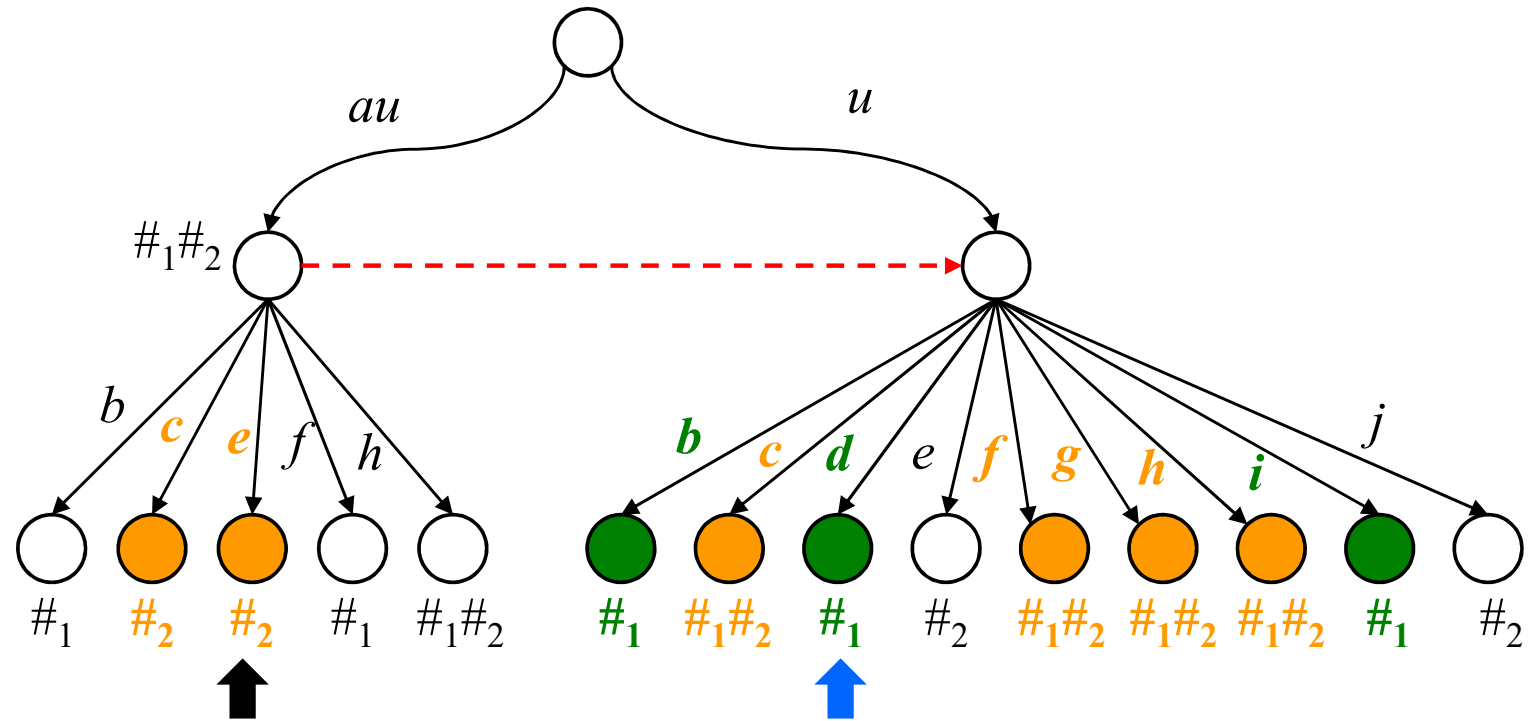 au u
#₁#₂
b c e f h b c d e f g h i j
#₁ #₂ #₂ #₁ #₁#₂ #₁ #₁#₂ #₁ #₂ #₁#₂ #₁#₂ #₁#₂ #₁ #₂